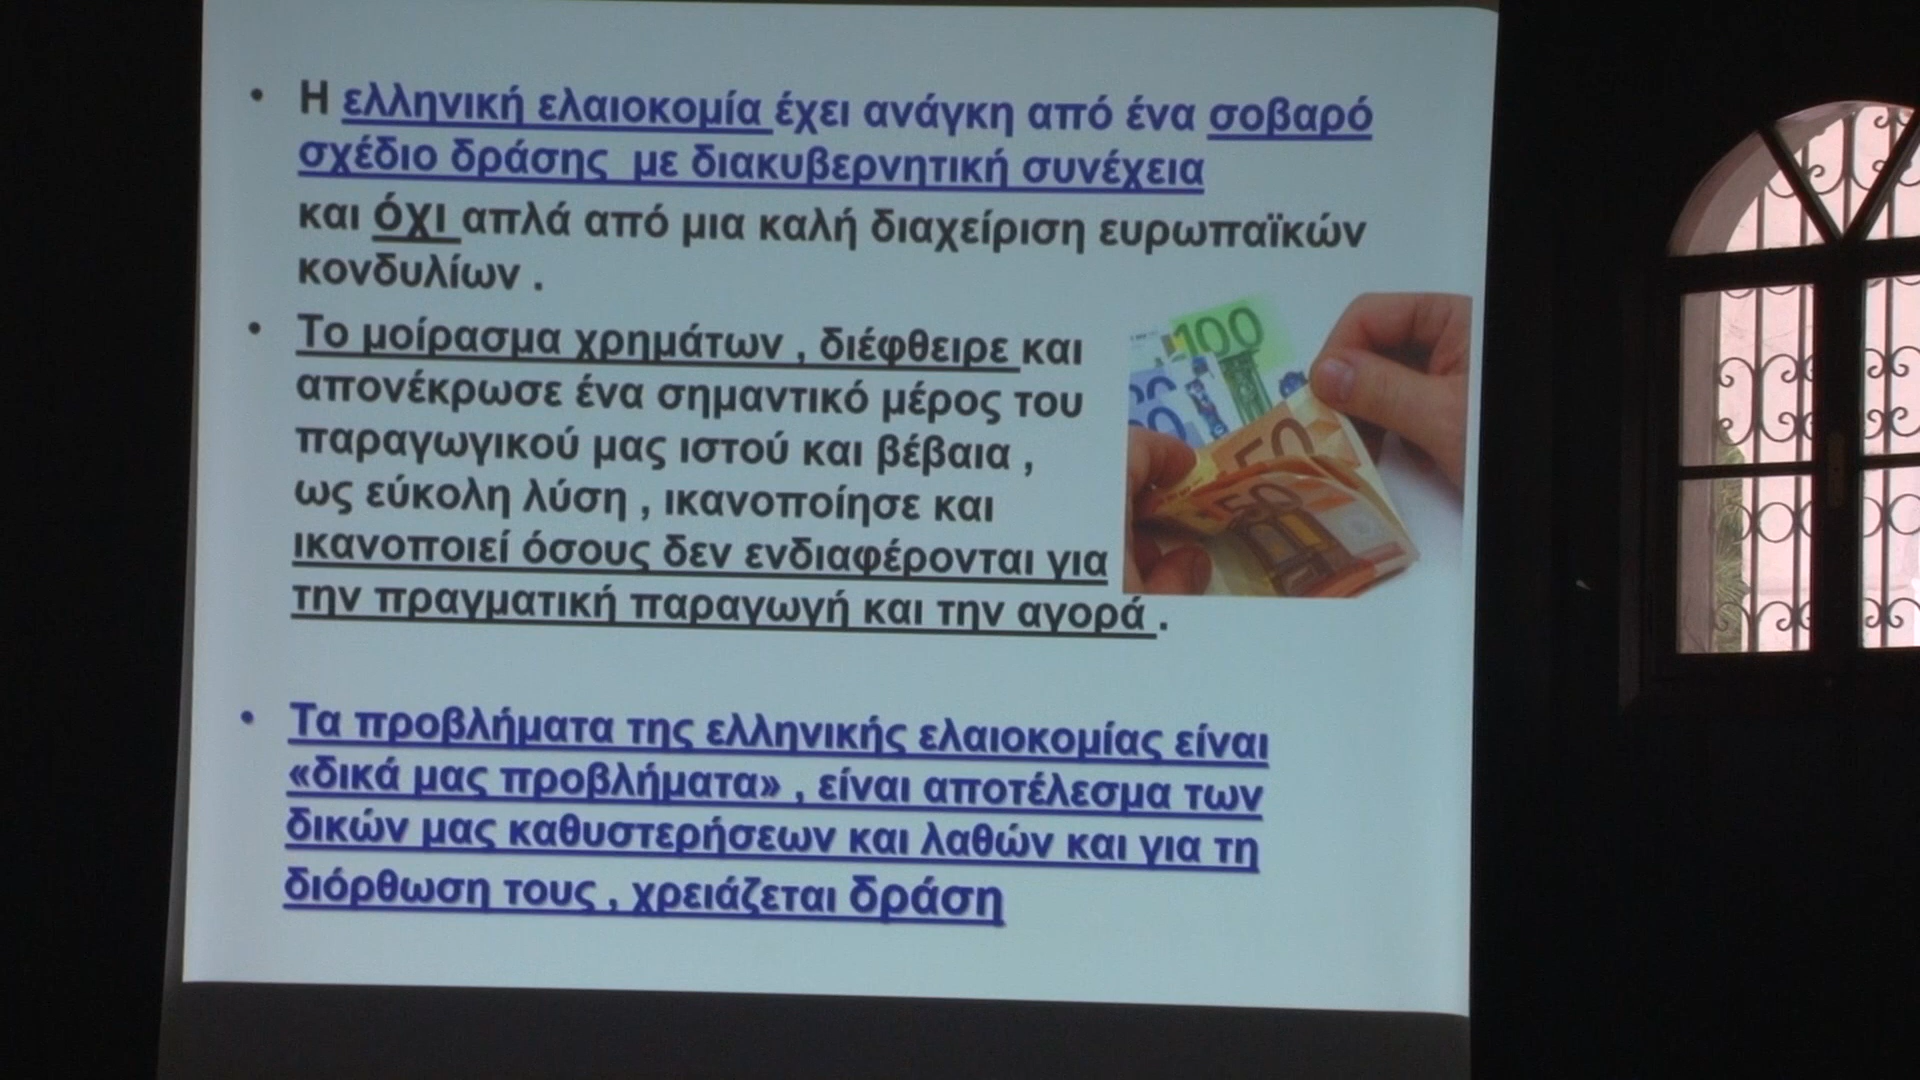 • Η ελληνική ελαιοκομία έχει ανάγκη από ένα σοβαρό
σχέδιο δράσης με διακυβερνητική συνέχεια
και όχι απλά από μια καλή διαχείριση ευρωπαϊκών
κονδυλίων .
• Το μοίρασμα χρημάτων , διέφθειρε και
απονέκρωσε ένα σημαντικό μέρος του
παραγωγικού μας ιστού και βέβαια ,
ως εύκολη λύση , ικανοποίησε και
ικανοποιεί όσους δεν ενδιαφέρονται για
την πραγματική παραγωγή και την αγορά .
100
50
50
• Τα προβλήματα της ελληνικής ελαιοκομίας είναι
«δικά μας προβλήματα» , είναι αποτέλεσμα των
δικών μας καθυστερήσεων και λαθών και για τη
διόρθωση τους , χρειάζεται δράση